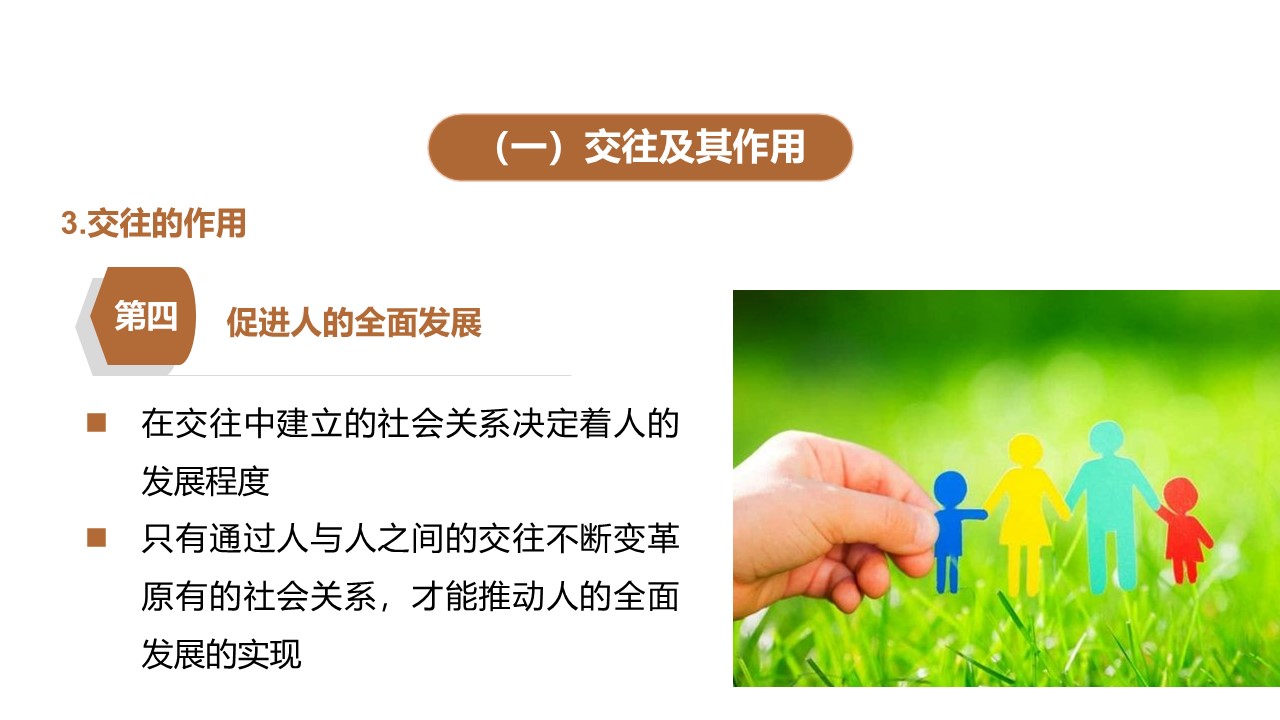 （一）交往及其作用
3.交往的作用
第四
促进人的全面发展
在交往中建立的社会关系决定着人的
发展程度
只有通过人与人之间的交往不断变革
原有的社会关系，才能推动人的全面
发展的实现